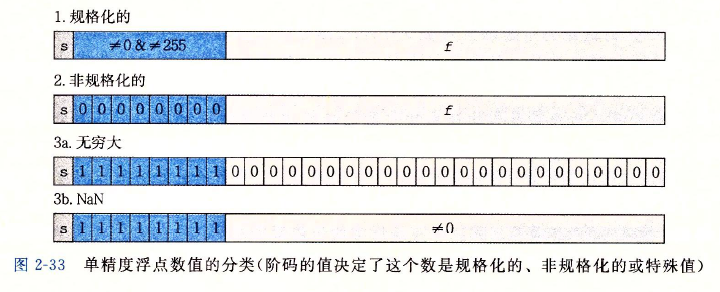 1. 规格化的
s ≠0&≠255 f
2. 非规格化的
s 0 0 0 0 0 0 0 0 f
3a. 无穷大
s 1 1 1 1 1 1 1 1 0 0 0 0 0 0 0 0 0 0 0 0 0 0 0 0 0 0 0 0 0 0 0
3b. NaN
s 1 1 1 1 1 1 1 1 ≠0
图 2-33 单精度浮点数值的分类(阶码的值决定了这个数是规格化的、非规格化的或特殊值)